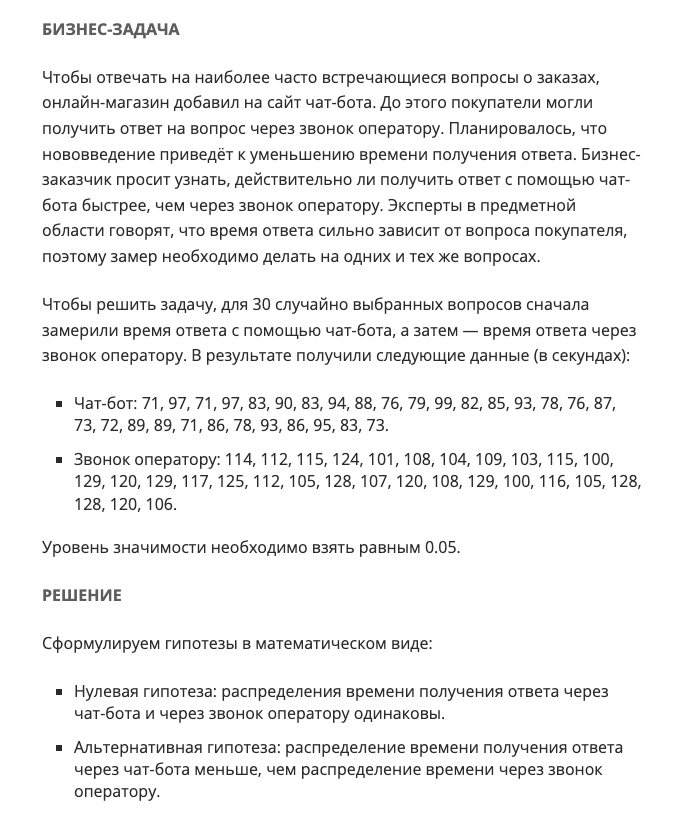 БИЗНЕС-ЗАДАЧА
Чтобы отвечать на наиболее часто встречающиеся вопросы о заказах,
онлайн-магазин добавил на сайт чат-бота. До этого покупатели могли
получить ответ на вопрос через звонок оператору. Планировалось, что
нововведение приведёт к уменьшению времени получения ответа. Бизнес-
заказчик просит узнать, действительно ли получить ответ с помощью чат-
бота быстрее, чем через звонок оператору. Эксперты в предметной
области говорят, что время ответа сильно зависит от вопроса покупателя,
поэтому замер необходимо делать на одних и тех же вопросах.
Чтобы решить задачу, для 30 случайно выбранных вопросов сначала
замерили время ответа с помощью чат-бота, а затем — время ответа через
звонок оператору. В результате получили следующие данные (в секундах):
▪ Чат-бот: 71, 97, 71, 97, 83, 90, 83, 94, 88, 76, 79, 99, 82, 85, 93, 78, 76, 87,
73, 72, 89, 89, 71, 86, 78, 93, 86, 95, 83, 73.
▪ Звонок оператору: 114, 112, 115, 124, 101, 108, 104, 109, 103, 115, 100,
129, 120, 129, 117, 125, 112, 105, 128, 107, 120, 108, 129, 100, 116, 105, 128,
128, 120, 106.
Уровень значимости необходимо взять равным 0.05.
РЕШЕНИЕ
Сформулируем гипотезы в математическом виде:
▪ Нулевая гипотеза: распределения времени получения ответа через
чат-бота и через звонок оператору одинаковы.
▪ Альтернативная гипотеза: распределение времени получения ответа
через чат-бота меньше, чем распределение времени через звонок
оператору.